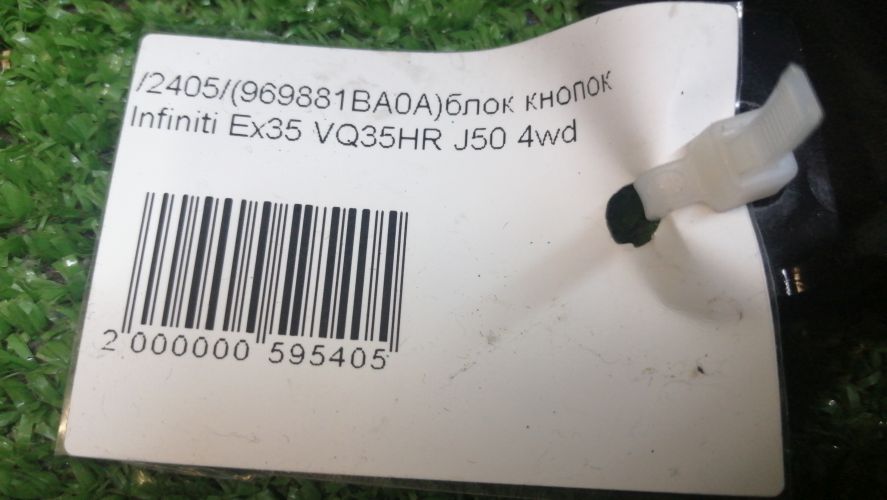 /2405/(969881BA0A)блок кнопок
Infiniti Ex35 VQ35HR J50 4wd
2 000000 595405